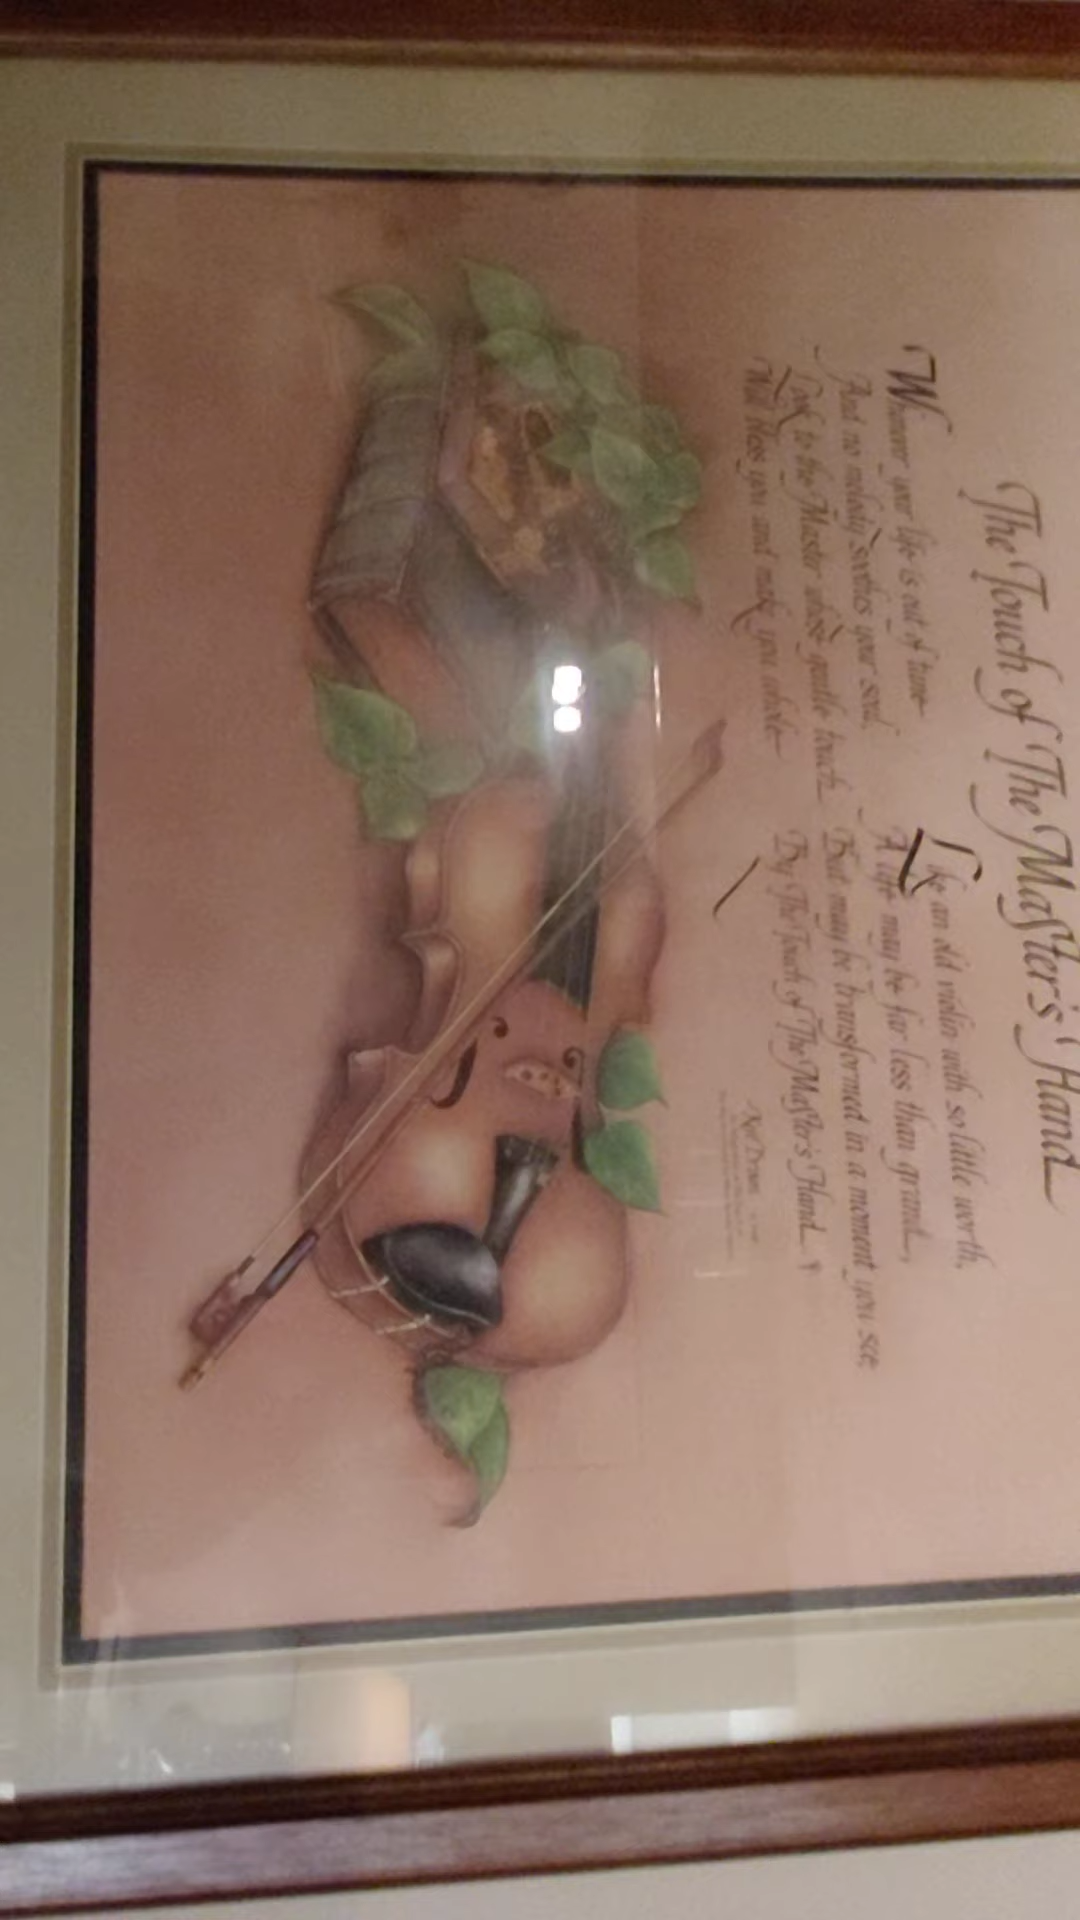 The Touch of The Master's Hand
Whenever your life is out of tune
And no melody soothes your soul,
Look to the Master whose gentle touch
Will bless you and make you whole
Like an old violin with so little worth,
A life may be far less than grand,
But may be transformed in a moment you see,
By The Touch of The Master's Hand